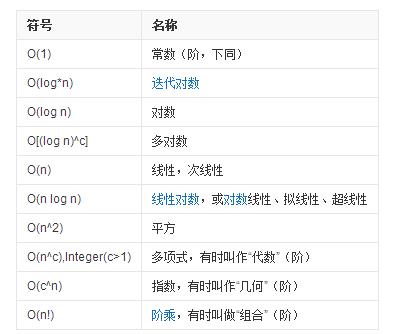 符号 名称
O(1) 常数（阶，下同）
O(log*n) 迭代对数
O(log n) 对数
O[(log n)^c] 多对数
O(n) 线性，次线性
O(n log n) 线性对数，或对数线性、拟线性、超线性
O(n^2) 平方
O(n^c),Integer(c>1) 多项式，有时叫作“代数”（阶）
O(c^n) 指数，有时叫作“几何”（阶）
O(n!) 阶乘，有时叫做“组合”（阶）